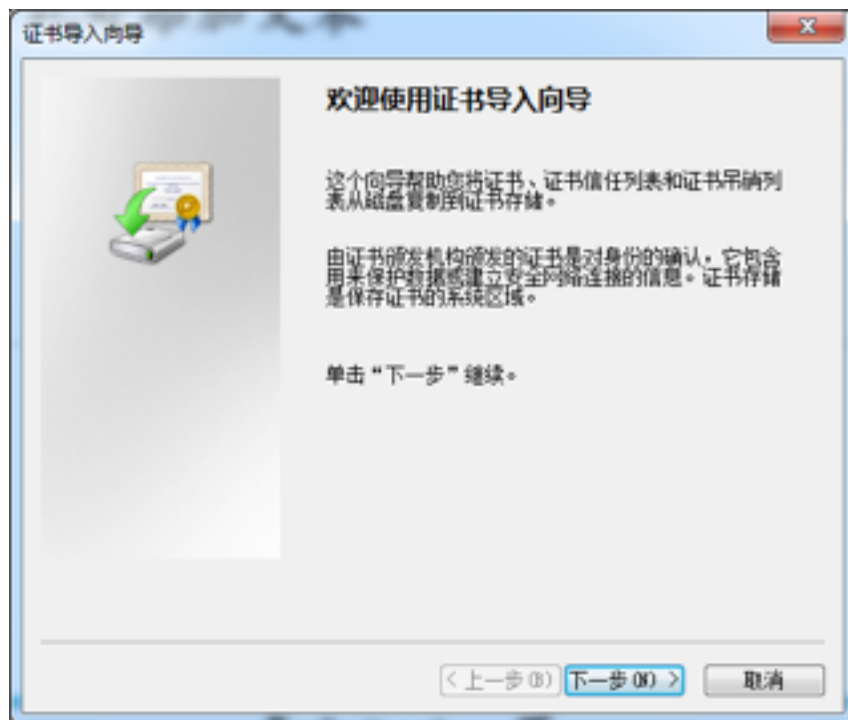 证书导入向导
欢迎使用证书导入向导
这个向导帮助您将证书、证书信任列表和证书吊销列
表从磁盘复制到证书存储。
由证书颁发机构颁发的证书是对身份的确认，它包含
用来保护数据或建立安全网络连接的信息。证书存储
是保存证书的系统区域。
单击“下一步”继续。
< 上一步(B)
下一步(N) >
取消